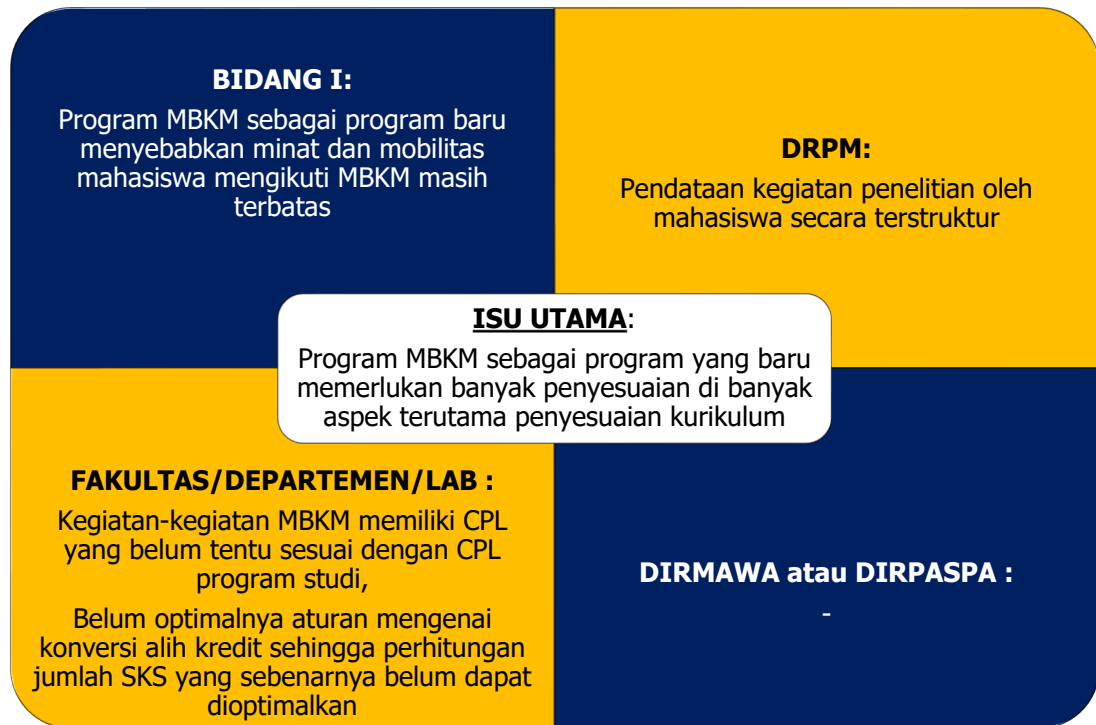 BIDANG I:
Program MBKM sebagai program baru
menyebabkan minat dan mobilitas
mahasiswa mengikuti MBKM masih
terbatas
DRPM:
Pendataan kegiatan penelitian oleh
mahasiswa secara terstruktur
ISU UTAMA:
Program MBKM sebagai program yang baru
memerlukan banyak penyesuaian di banyak
aspek terutama penyesuaian kurikulum
FAKULTAS/DEPARTEMEN/LAB :
Kegiatan-kegiatan MBKM memiliki CPL
yang belum tentu sesuai dengan CPL
program studi,
Belum optimalnya aturan mengenai
konversi alih kredit sehingga perhitungan
jumlah SKS yang sebenarnya belum dapat
dioptimalkan
DIRMAWA atau DIRPASPA :
-